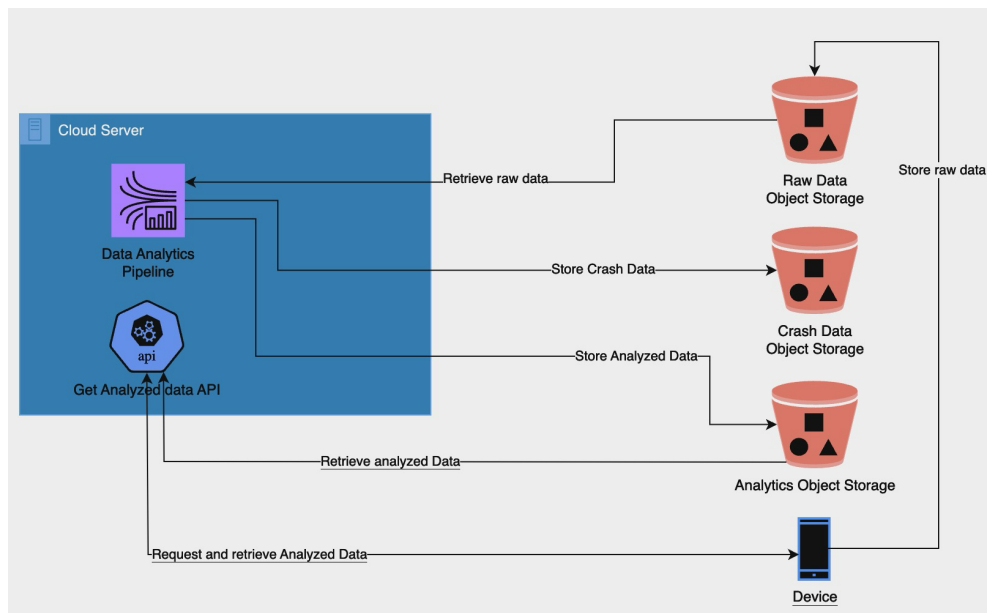 Cloud Server
Data Analytics
Pipeline
api
Get Analyzed data API
Retrieve raw data
Raw Data
Object Storage
Store raw data
Store Crash Data
Crash Data
Object Storage
Store Analyzed Data
Analytics Object Storage
Retrieve analyzed Data
Request and retrieve Analyzed Data
Device